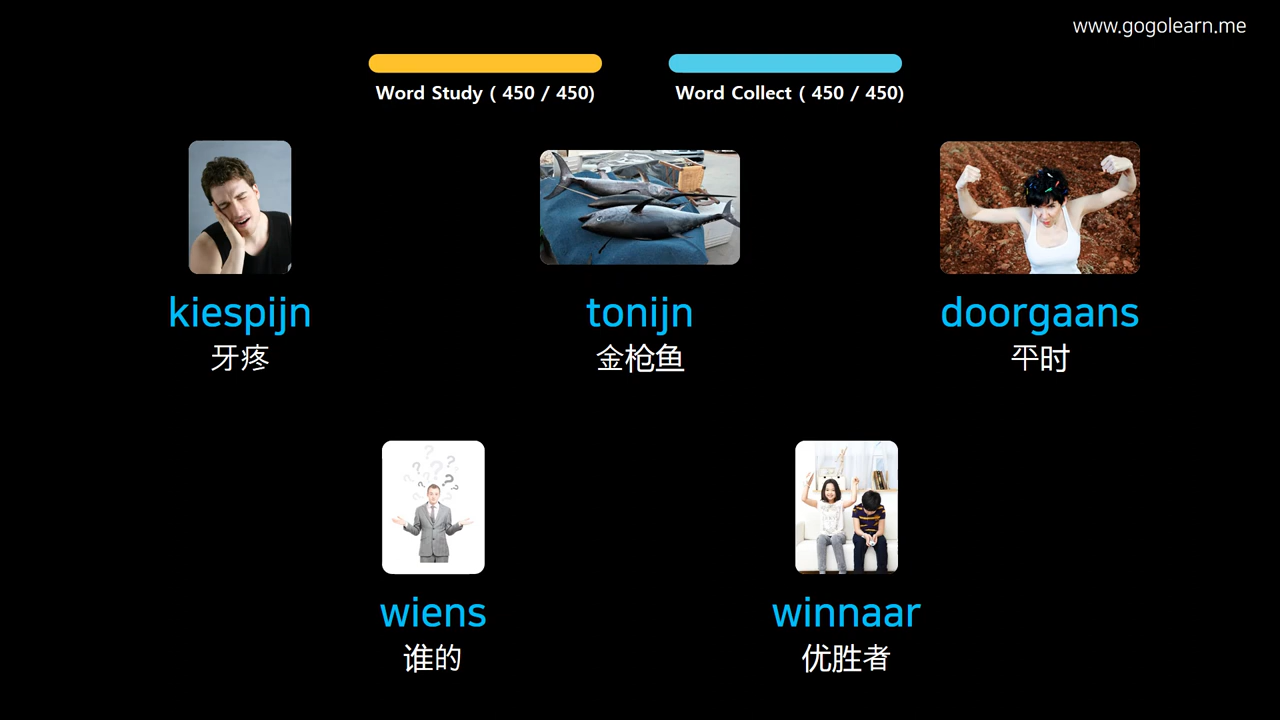 www.gogolearn.me
Word Study ( 450 / 450)
Word Collect ( 450 / 450)
kiespijn
牙疼
tonijn
金枪鱼
doorgaans
平时
wiens
谁的
winnaar
优胜者